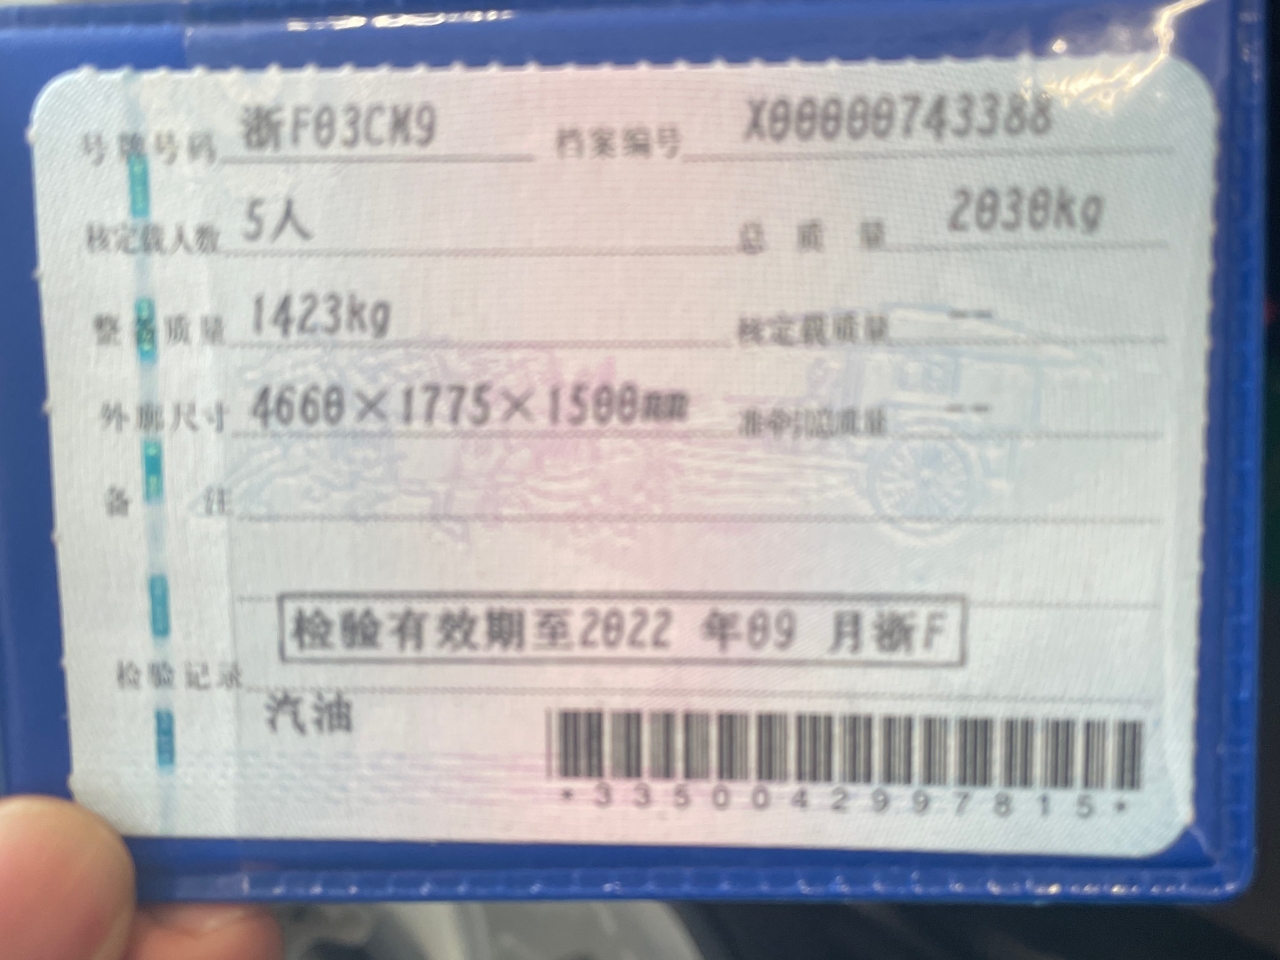 号牌号码 浙F03CM9 档案编号 X00000743388
核定载人数 5人 总质量 2030kg
整备质量 1423kg 核定载质量 --
外廓尺寸 4660×1775×1500mm 准牵引总质量 --
备注
检验有效期至2022 年09 月浙F
检验记录
汽油
*3350042997815*